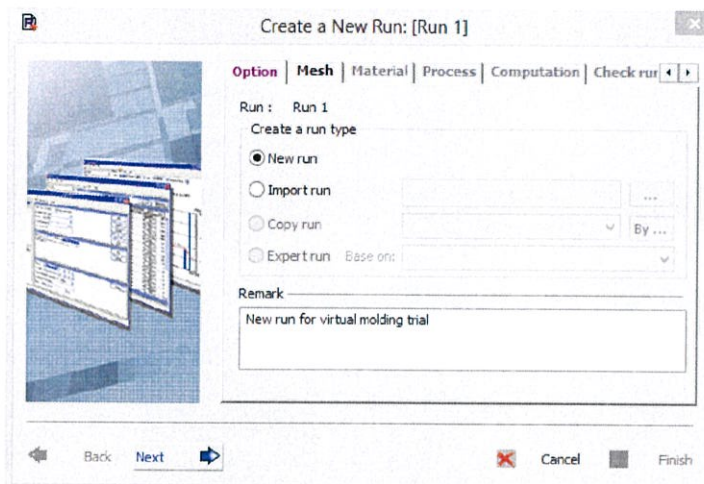 Create a New Run: [Run 1]
Option Mesh Material Process Computation Check run
Run : Run 1
Create a run type
New run
Import run ...
Copy run By ...
Expert run Base on:
Remark
New run for virtual molding trial
Back Next Cancel Finish